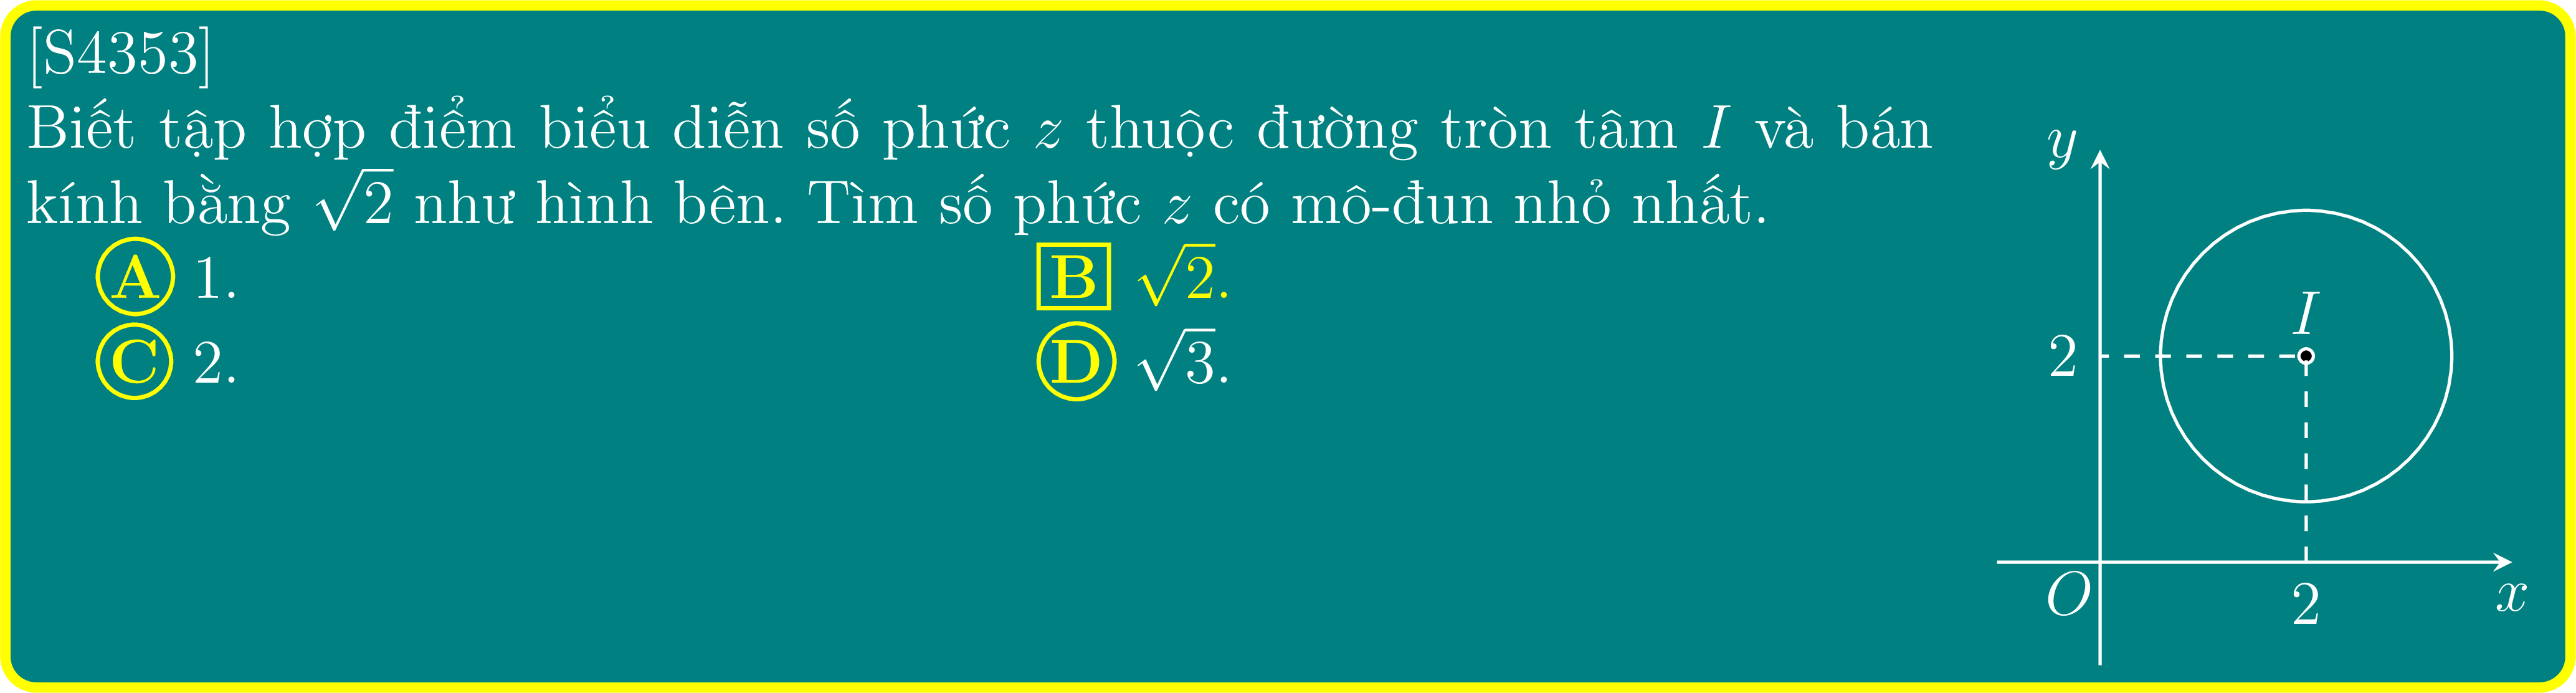 [S4353]
Biết tập hợp điểm biểu diễn số phức z thuộc đường tròn tâm I và bán
kính bằng √2 như hình bên. Tìm số phức z có mô-đun nhỏ nhất.
A 1.
B √2.
C 2.
D √3.
y
I
2
O
2
x